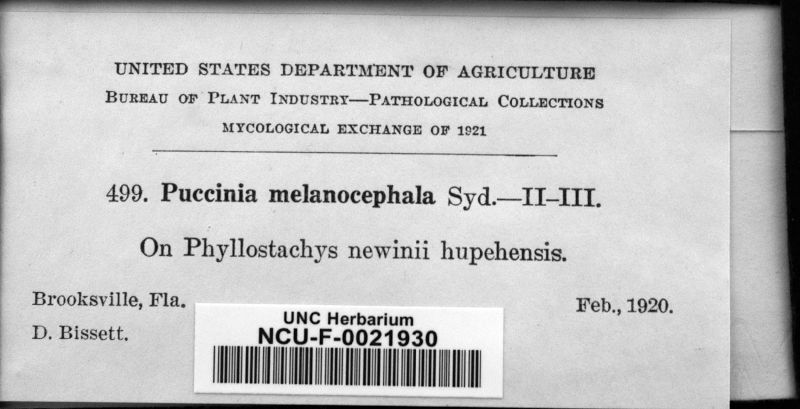 UNITED STATES DEPARTMENT OF AGRICULTURE
BUREAU OF PLANT INDUSTRY—PATHOLOGICAL COLLECTIONS
MYCOLOGICAL EXCHANGE OF 1921
499. Puccinia melanocephala Syd.—II–III.
On Phyllostachys newinii hupehensis.
Brooksville, Fla. Feb., 1920.
D. Bissett.
UNC Herbarium
NCU-F-0021930